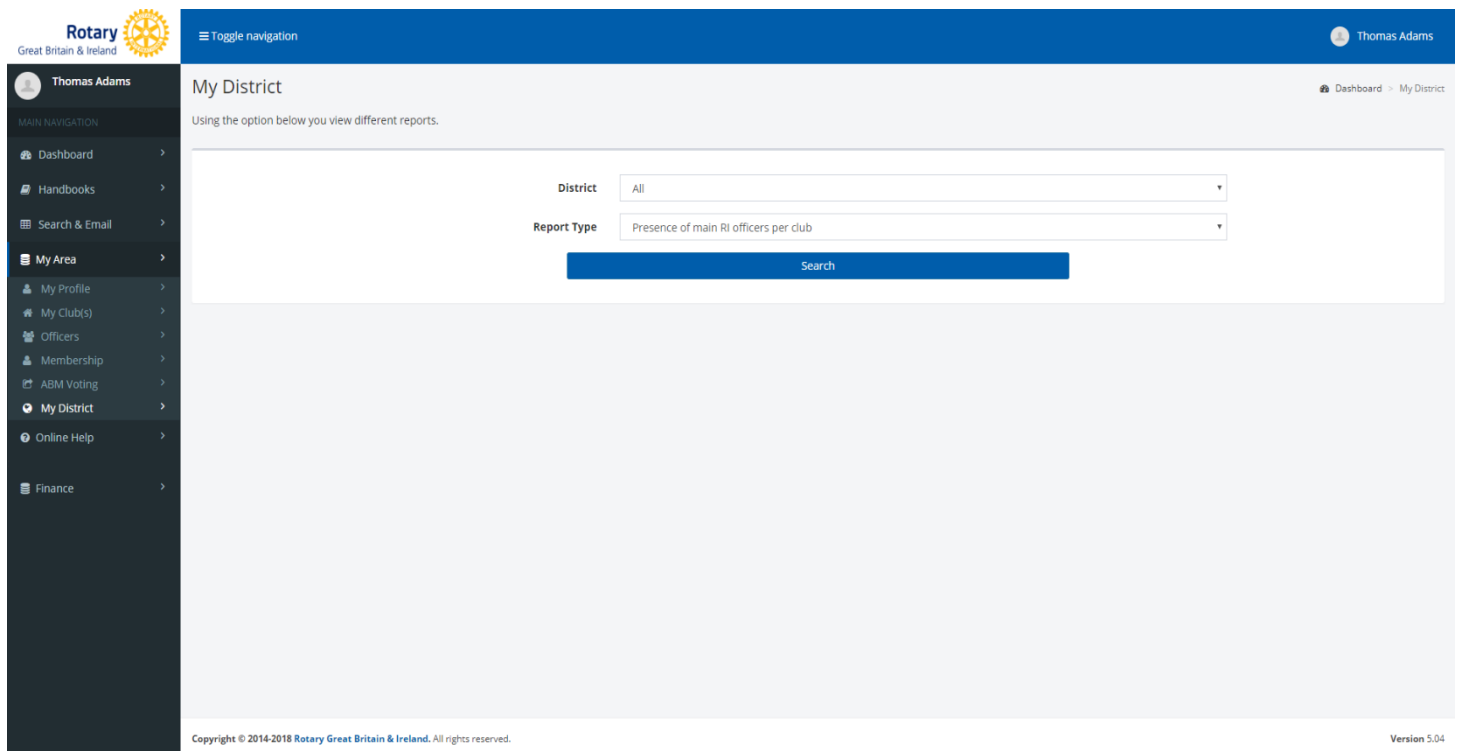 Rotary
Great Britain & Ireland
Toggle navigation
Thomas Adams
Thomas Adams
MAIN NAVIGATION
Dashboard
Handbooks
Search & Email
My Area
My Profile
My Club(s)
Officers
Membership
ABM Voting
My District
Online Help
Finance
My District
Dashboard > My District
Using the option below you view different reports.
District All
Report Type Presence of main RI officers per club
Search
Copyright © 2014-2018 Rotary Great Britain & Ireland. All rights reserved.
Version 5.04